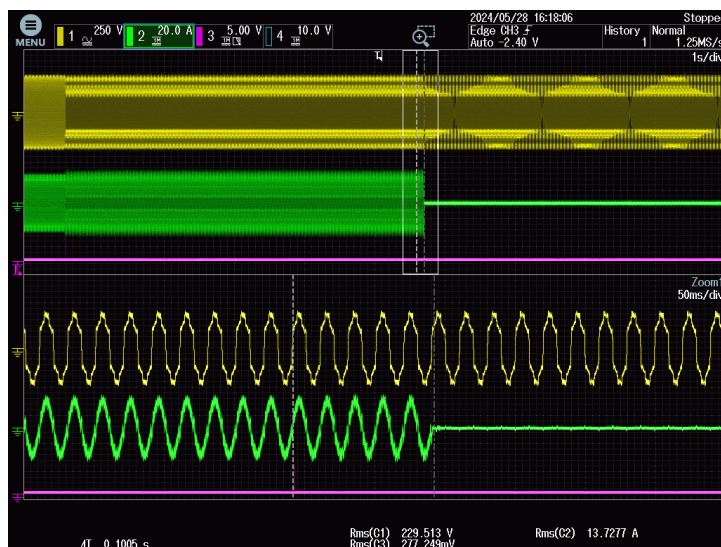 2024/05/28 16:18:06 Stopped
MENU
1 250 V 2 20.0 A 3 5.00 V 4 10.0 V
Edge CH3
Auto -2.40 V
History
1
Normal
1.25MS/s
1s/div
Zoom1
50ms/div
Rms(C1) 229.513 V Rms(C2) 13.7277 A
ΔT 0.1005 s Rms(C3) 277.249mV